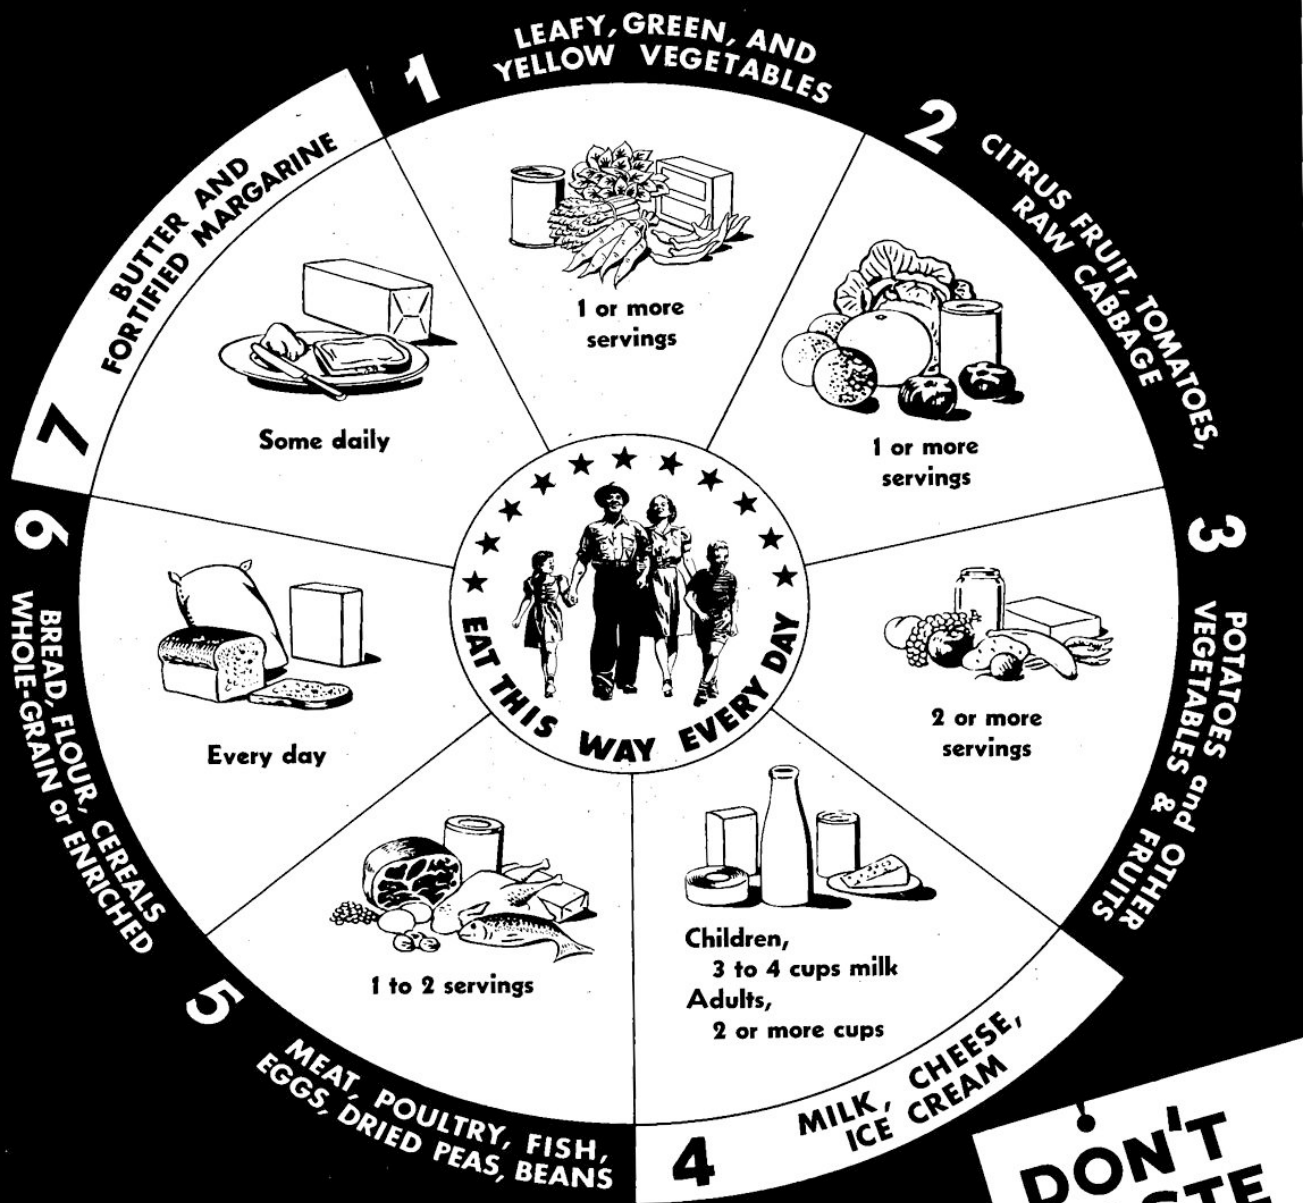 1
LEAFY, GREEN, AND
YELLOW VEGETABLES
1 or more
servings
2
CITRUS FRUIT, TOMATOES,
RAW CABBAGE
1 or more
servings
3
POTATOES and OTHER
VEGETABLES & FRUITS
2 or more
servings
4
MILK, CHEESE,
ICE CREAM
Children,
3 to 4 cups milk
Adults,
2 or more cups
5
MEAT, POULTRY, FISH,
EGGS, DRIED PEAS, BEANS
1 to 2 servings
6
BREAD, FLOUR, CEREALS
WHOIE-GRAIN or ENRICHED
Every day
7
BUTTER AND
FORTIFIED MARGARINE
Some daily
EAT THIS WAY EVERY DAY
DON'T